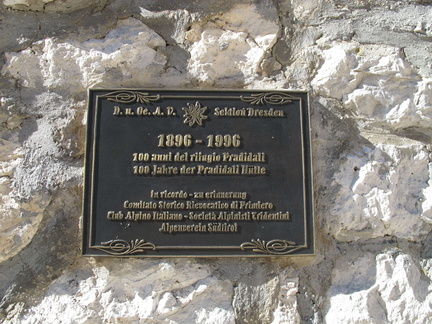 D. u. Oe. A. V. Sektion Dresden
1896 - 1996
100 anni del rifugio Pradidali
100 Jahre der Pradidali Hütte
In ricordo - zu erinnerung
Comitato Storico Rievocativo di Primiero
Club Alpino Italiano - Società Alpinisti Tridentini
Alpenverein Südtirol